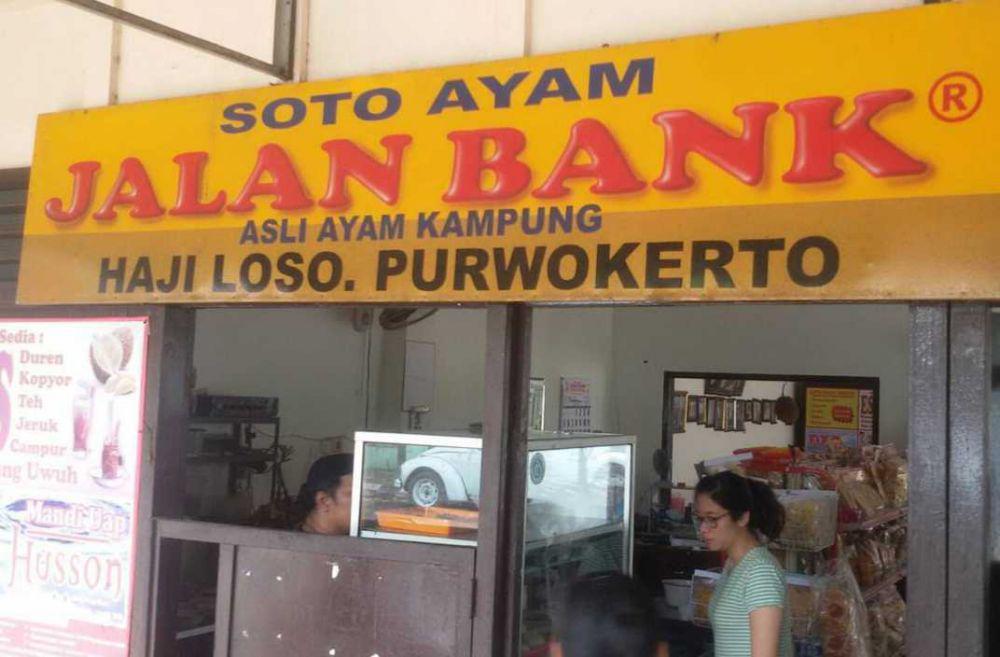 SOTO AYAM
JALAN BANK ®
ASLI AYAM KAMPUNG
HAJI LOSO. PURWOKERTO
Sedia :
Duren
Kopyor
Teh
Jeruk
Campur
Uwuh
Mandi Uap
Husson